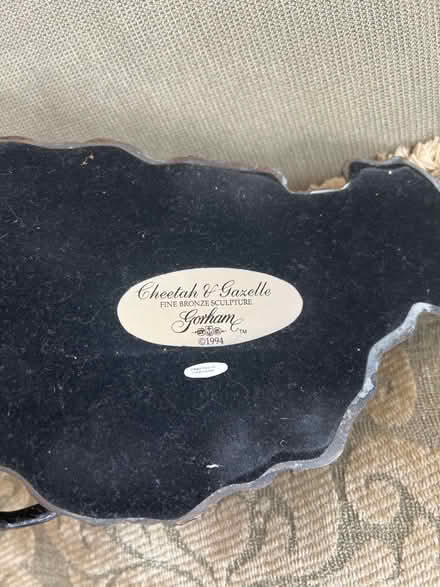 Cheetah & Gazelle
FINE BRONZE SCULPTURE
Gorham
TM
©1994